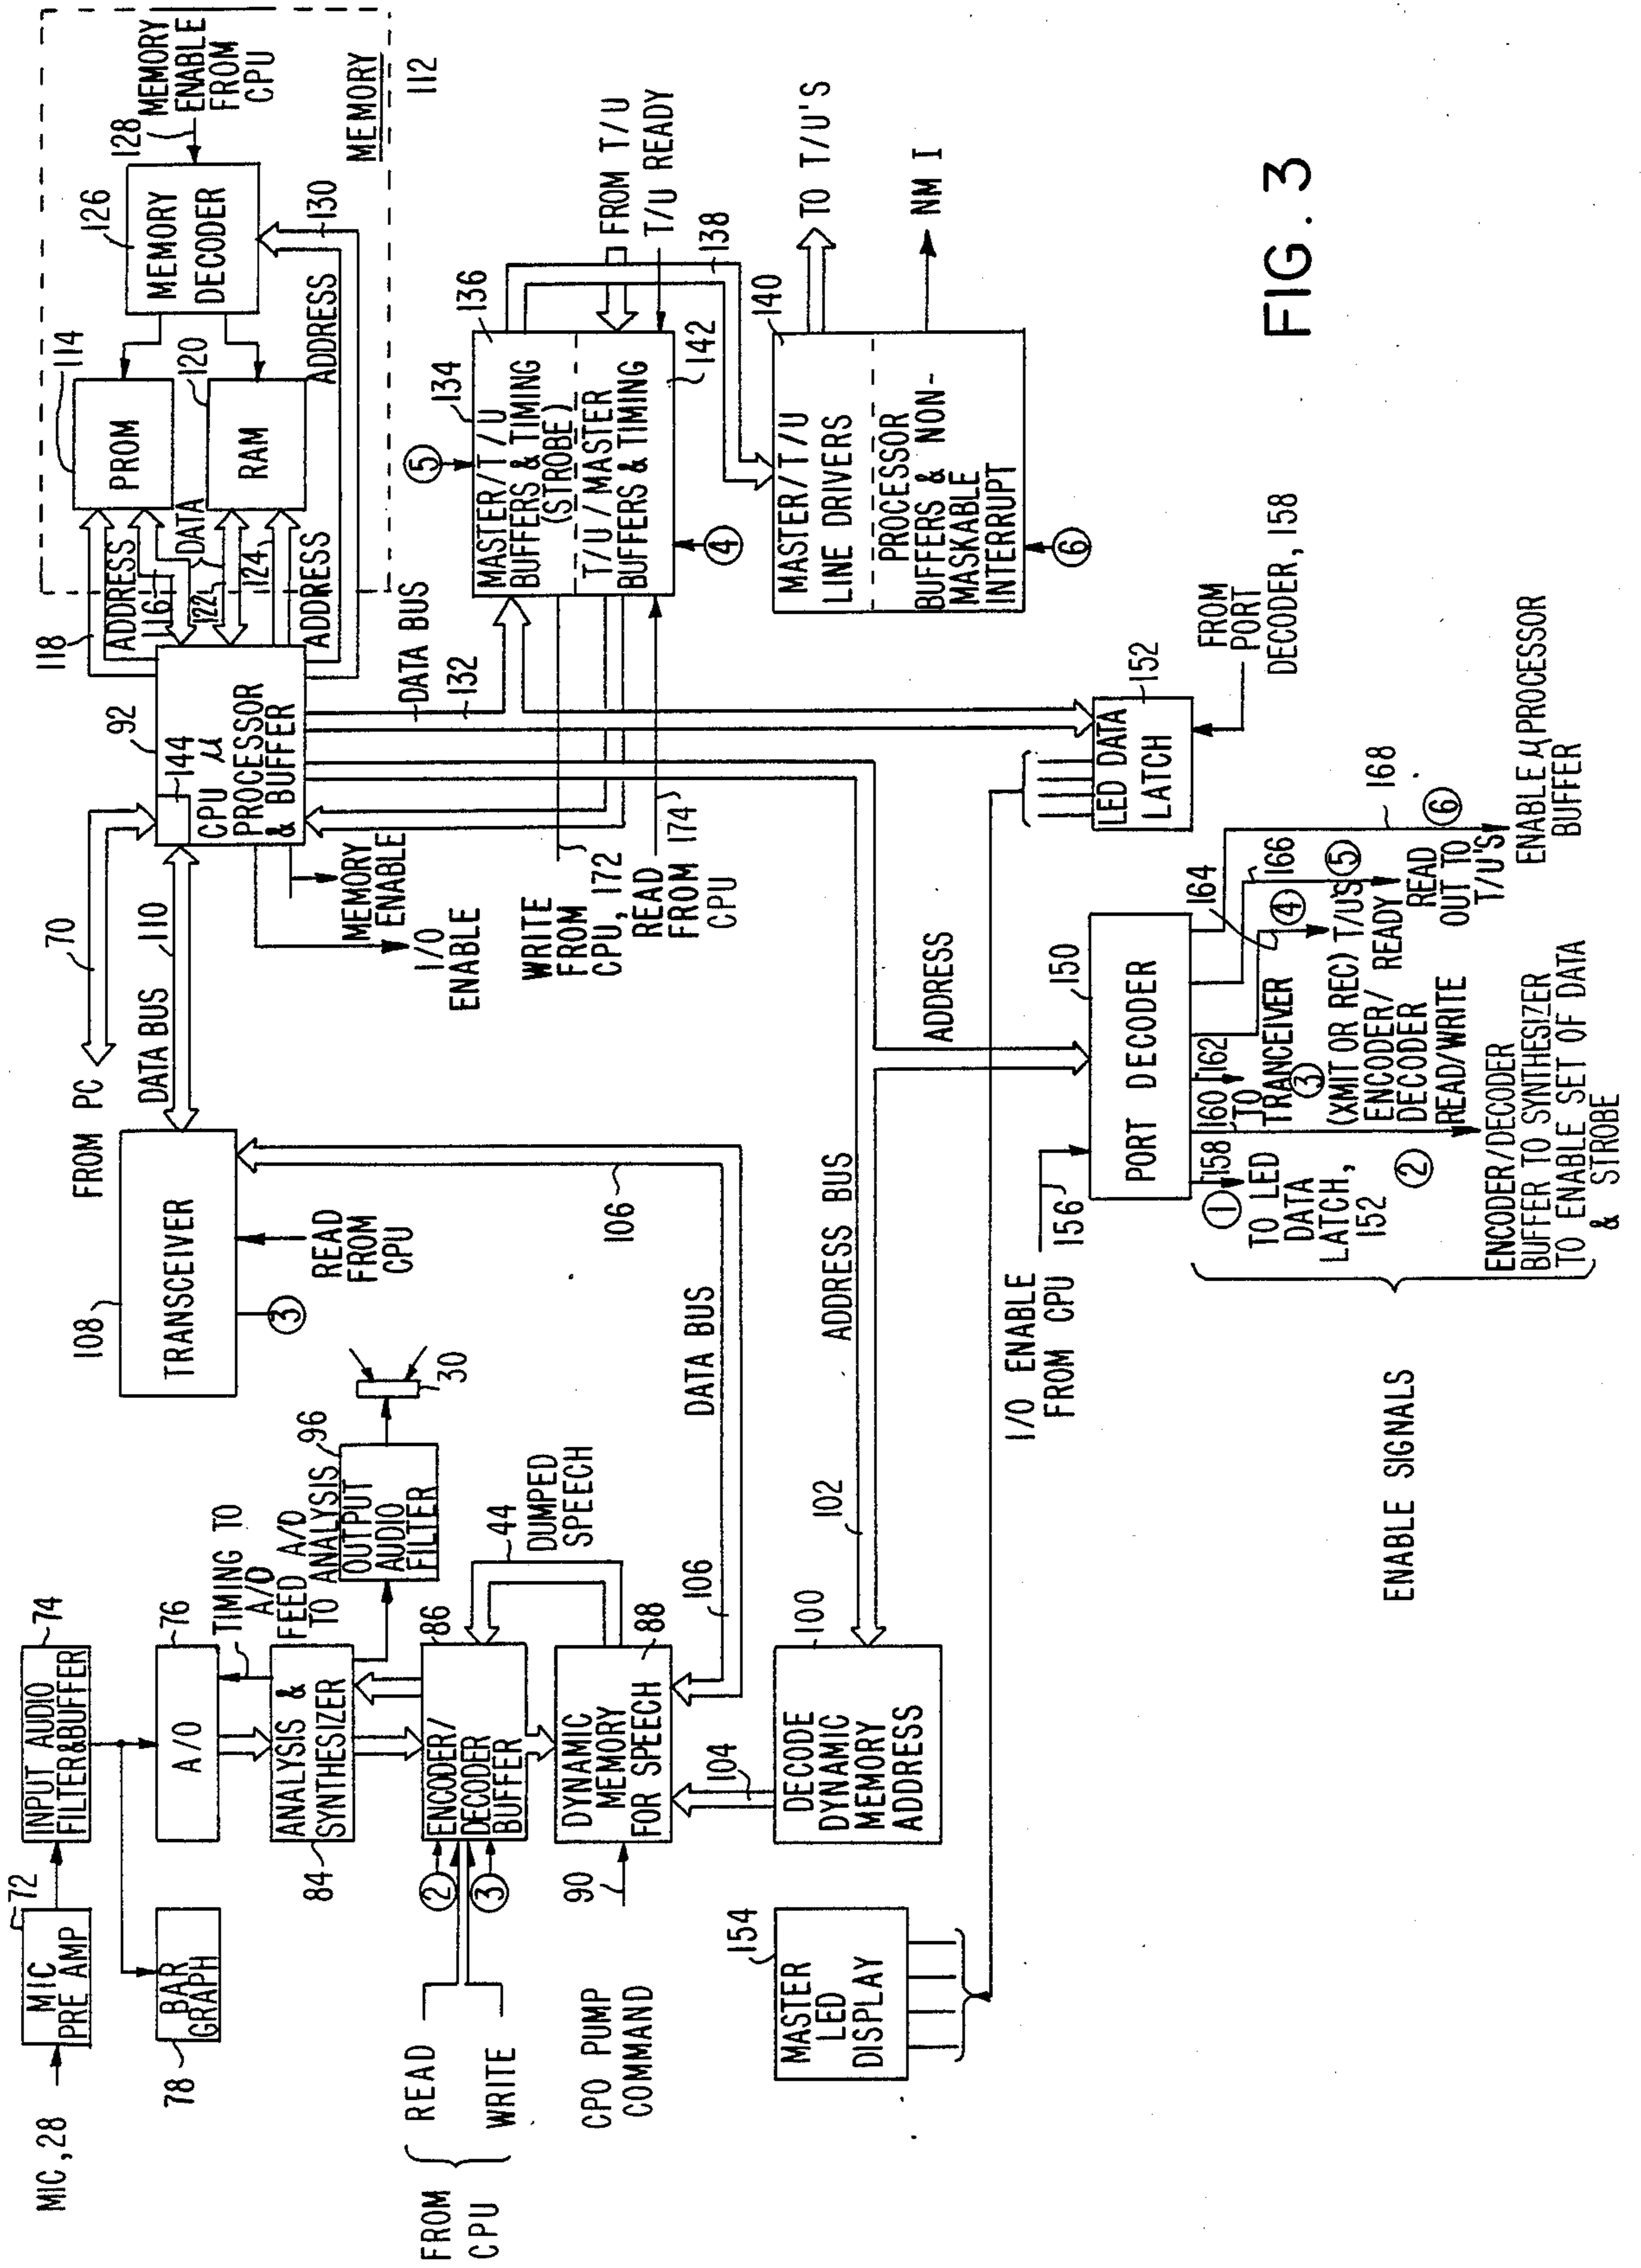 MIC, 28
72
MIC
PRE AMP
74
INPUT AUDIO
FILTER&BUFFER
78
BAR
GRAPH
76
A/D
TIMING TO
A/D
FEED A/D
TO ANALYSIS
84
ANALYSIS &
SYNTHESIZER
96
OUTPUT
AUDIO
FILTER
30
86
ENCODER/
DECODER
BUFFER
2
3
FROM
CPU
READ
WRITE
44
DUMPED
SPEECH
88
DYNAMIC
MEMORY
FOR SPEECH
90
CPO PUMP
COMMAND
106
DATA BUS
106
104
100
DECODE
DYNAMIC
MEMORY
ADDRESS
102
ADDRESS BUS
ADDRESS
154
MASTER
LED
DISPLAY
108
TRANSCEIVER
3
READ
FROM
CPU
FROM PC
70
DATA BUS
110
92
144
CPU μ
PROCESSOR
&
BUFFER
MEMORY
ENABLE
I/O
ENABLE
118
ADDRESS
116
DATA
122
124
ADDRESS
ADDRESS
114
PROM
120
RAM
126
MEMORY
DECODER
128
MEMORY
ENABLE
FROM
CPU
130
MEMORY
112
DATA BUS
132
5
134
136
MASTER/T/U
BUFFERS & TIMING
(STROBE)
T/U/MASTER
BUFFERS & TIMING
142
4
FROM T/U
T/U READY
138
WRITE
FROM
CPU, 172
READ
FROM 174
CPU
140
MASTER/T/U
LINE DRIVERS
PROCESSOR
BUFFERS & NON-
MASKABLE
INTERRUPT
6
TO T/U'S
NM I
LED DATA
LATCH
152
FROM
PORT
DECODER, 158
I/O ENABLE
FROM CPU
156
150
PORT DECODER
1
158
TO LED
DATA
LATCH,
152
160
2
ENCODER/DECODER
BUFFER TO SYNTHESIZER
TO ENABLE SET OF DATA
& STROBE
162
TO
TRANCEIVER
3
(XMIT OR REC)
ENCODER/
DECODER
READ/WRITE
164
4
T/U'S
READY
166
5
READ
OUT TO
T/U'S
168
6
ENABLE μPROCESSOR
BUFFER
ENABLE SIGNALS
FIG. 3